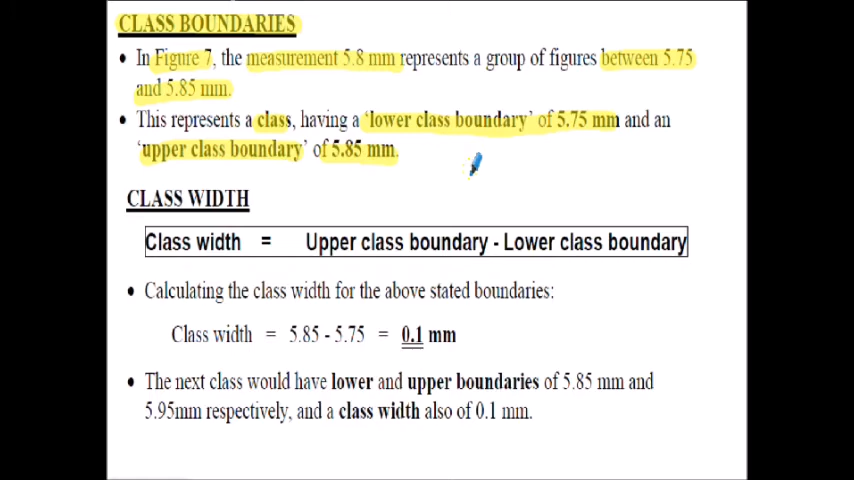 CLASS BOUNDARIES
• In Figure 7, the measurement 5.8 mm represents a group of figures between 5.75
and 5.85 mm.
• This represents a class, having a ‘lower class boundary’ of 5.75 mm and an
‘upper class boundary’ of 5.85 mm.
CLASS WIDTH
Class width = Upper class boundary - Lower class boundary
• Calculating the class width for the above stated boundaries:
Class width = 5.85 - 5.75 = 0.1 mm
• The next class would have lower and upper boundaries of 5.85 mm and
5.95mm respectively, and a class width also of 0.1 mm.